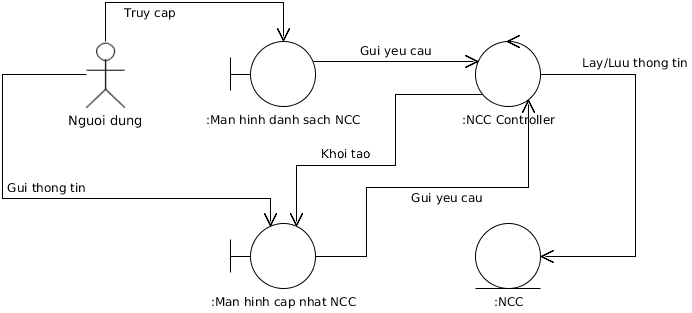 Truy cap
Gui yeu cau
Lay/Luu thong tin
Nguoi dung
:Man hinh danh sach NCC
:NCC Controller
Khoi tao
Gui thong tin
Gui yeu cau
:Man hinh cap nhat NCC
:NCC